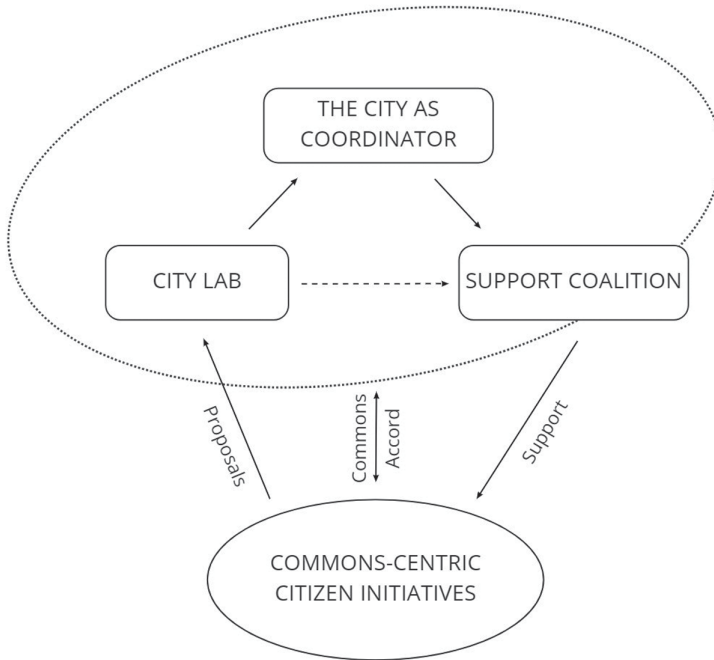 THE CITY AS
COORDINATOR
CITY LAB
SUPPORT COALITION
Proposals
Commons
Accord
Support
COMMONS-CENTRIC
CITIZEN INITIATIVES